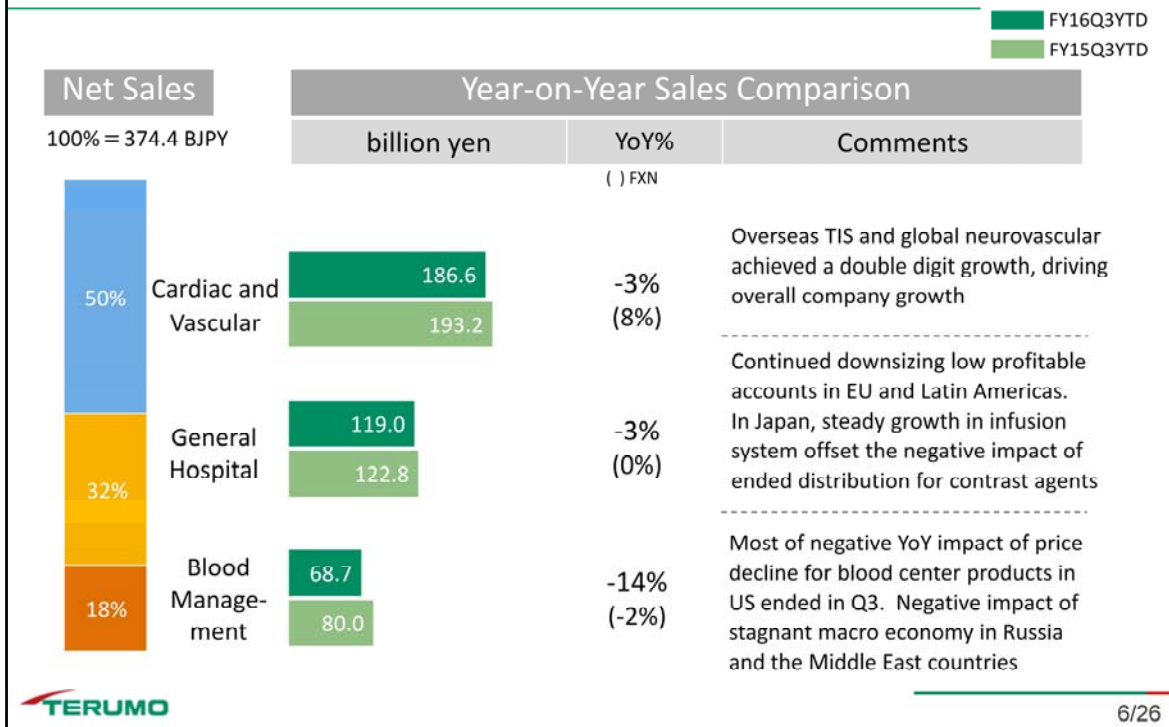 FY16Q3YTD
FY15Q3YTD
Net Sales
Year-on-Year Sales Comparison
100%=374.4 BJPY
billion yen
YoY%
Comments
( ) FXN
50%
Cardiac and
Vascular
186.6
193.2
-3%
(8%)
Overseas TIS and global neurovascular
achieved a double digit growth, driving
overall company growth
32%
General
Hospital
119.0
122.8
-3%
(0%)
Continued downsizing low profitable
accounts in EU and Latin Americas.
In Japan, steady growth in infusion
system offset the negative impact of
ended distribution for contrast agents
18%
Blood
Manage-
ment
68.7
80.0
-14%
(-2%)
Most of negative YoY impact of price
decline for blood center products in
US ended in Q3.  Negative impact of
stagnant macro economy in Russia
and the Middle East countries
TERUMO
6/26